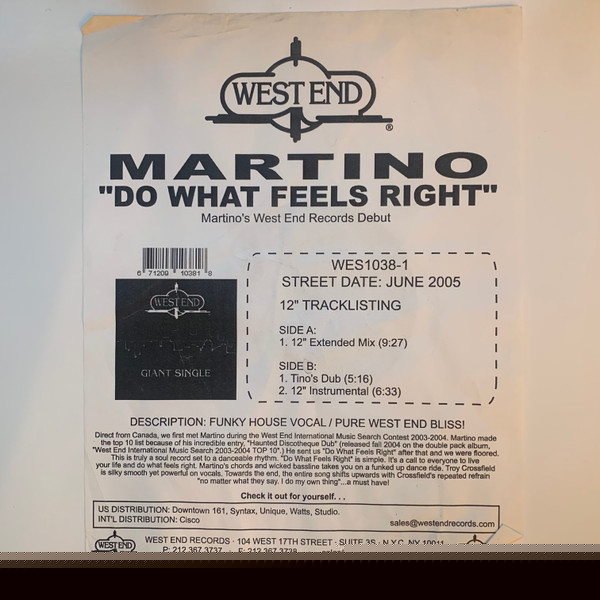 WEST END
®
MARTINO
"DO WHAT FEELS RIGHT"
Martino's West End Records Debut
6 71209 10381 8
WEST END
GIANT SINGLE
WES1038-1
STREET DATE: JUNE 2005
12" TRACKLISTING
SIDE A:
1. 12" Extended Mix (9:27)
SIDE B:
1. Tino's Dub (5:16)
2. 12" Instrumental (6:33)
DESCRIPTION: FUNKY HOUSE VOCAL / PURE WEST END BLISS!
Direct from Canada, we first met Martino during the West End International Music Search Contest 2003-2004. Martino made
the top 10 list because of his incredible entry, "Haunted Discotheque Dub" (released fall 2004 on the double pack album,
"West End International Music Search 2003-2004 TOP 10".) He sent us "Do What Feels Right" after that and we were floored.
This is truly a soul record set to a danceable rhythm. "Do What Feels Right" is simple. It's a call to everyone to live
your life and do what feels right. Martino's chords and wicked bassline takes you on a funked up dance ride. Troy Crossfield
is silky smooth yet powerful on vocals. Towards the end, the entire song shifts upwards with Crossfield's repeated refrain
"no matter what they say. I do my own thing"...a must have!
Check it out for yourself. . .
US DISTRIBUTION: Downtown 161, Syntax, Unique, Watts, Studio.
INT'L DISTRIBUTION: Cisco
sales@westendrecords.com
WEST END
WEST END RECORDS · 104 WEST 17TH STREET · SUITE 3S · N.Y.C. NY 10011
P: 212.367.3737 · F: 212.367.3738